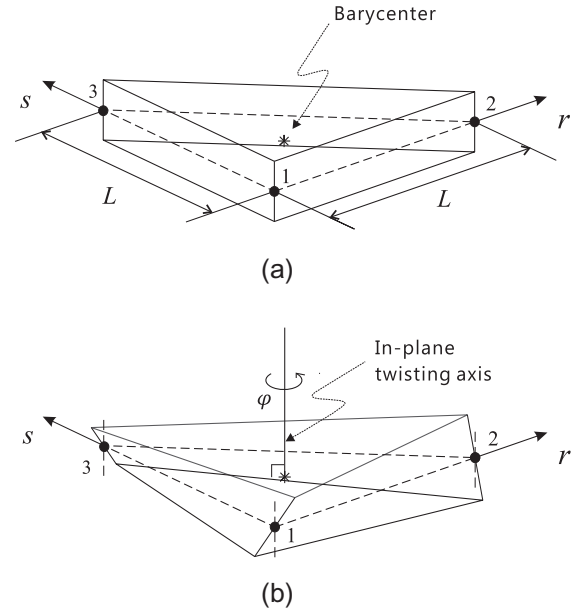 Barycenter
s
3
2
r
1
L
L
(a)
In-plane
twisting axis
φ
s
3
2
r
1
(b)